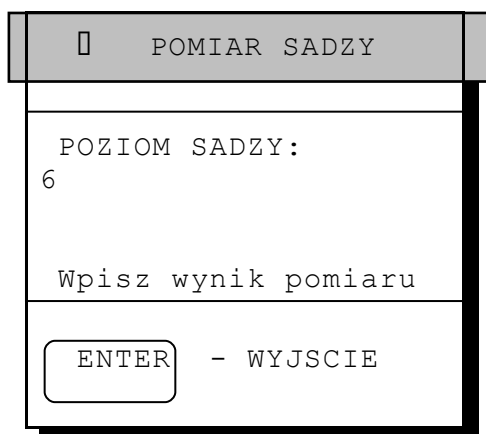 POMIAR SADZY
POZIOM SADZY:
6
Wpisz wynik pomiaru
ENTER - WYJSCIE